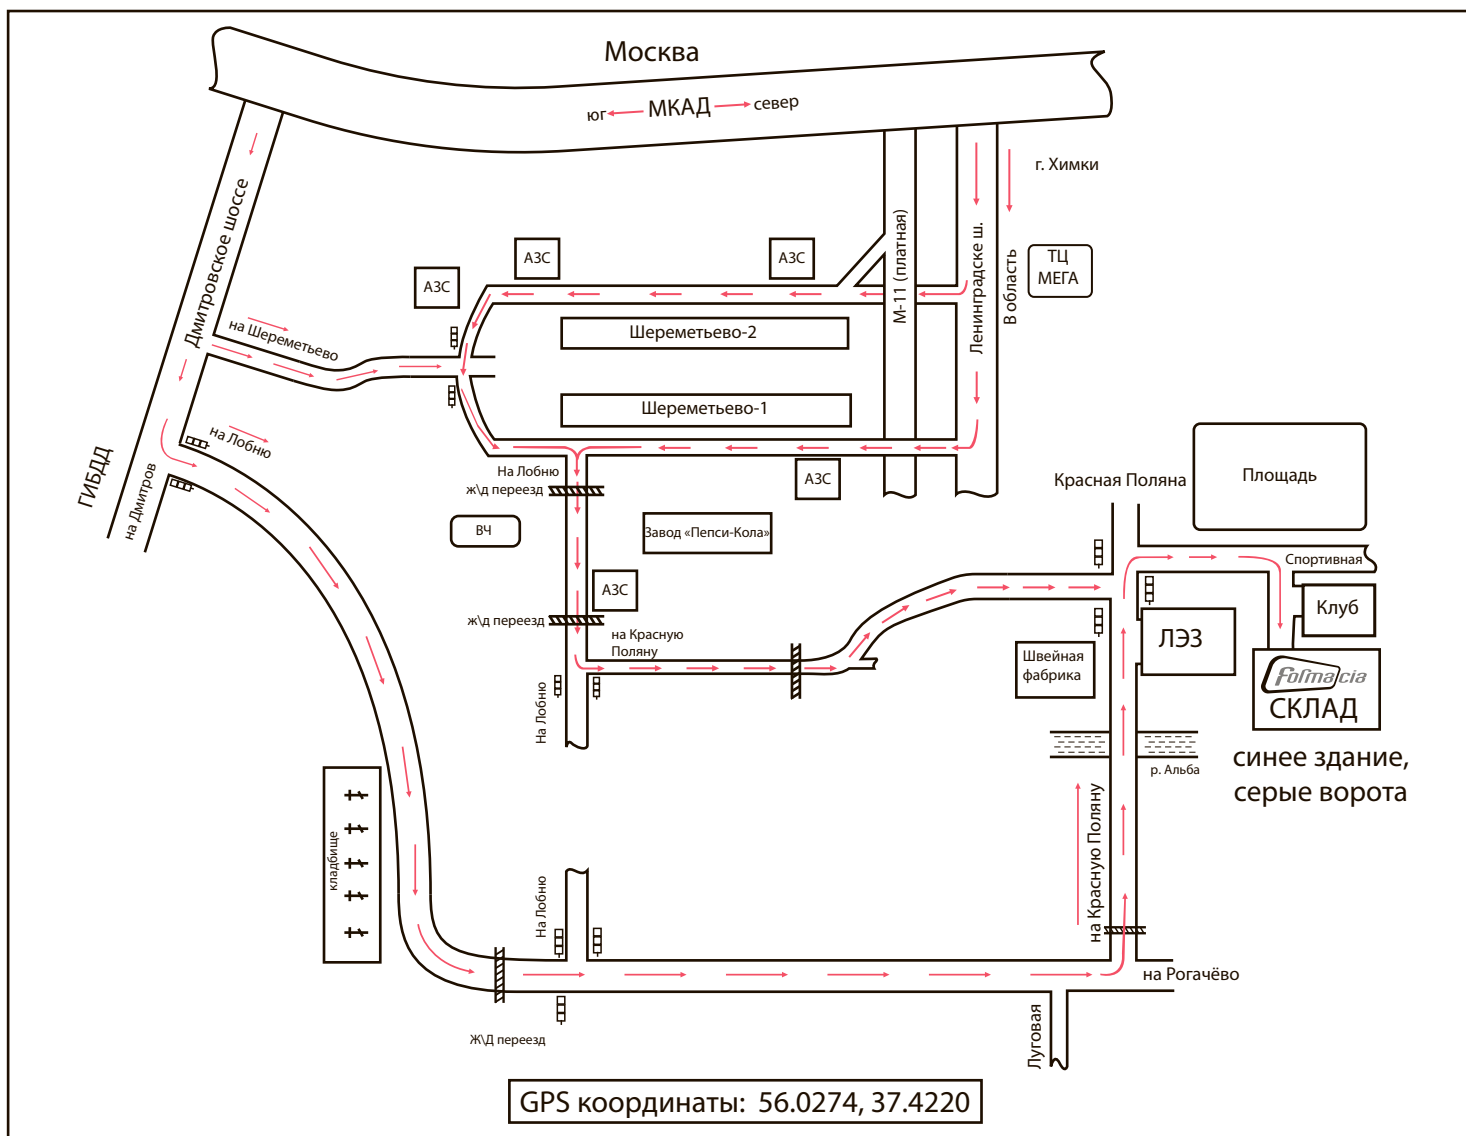 Москва
юг
МКАД
север
г. Химки
Дмитровское шоссе
на Шереметьево
М-11 (платная)
Ленинградске ш.
В область
ТЦ
МЕГА
АЗС
АЗС
АЗС
Шереметьево-2
Шереметьево-1
ГИБДД
на Дмитров
на Лобню
На Лобню
ж\д переезд
АЗС
ВЧ
Завод «Пепси-Кола»
Красная Поляна
Площадь
Спортивная
АЗС
ж\д переезд
на Красную
Поляну
Клуб
ЛЭЗ
Швейная
фабрика
На Лобню
Formacia
СКЛАД
синее здание,
серые ворота
р. Альба
на Красную Поляну
кладбище
На Лобню
на Рогачёво
Ж\Д переезд
Луговая
GPS координаты: 56.0274, 37.4220